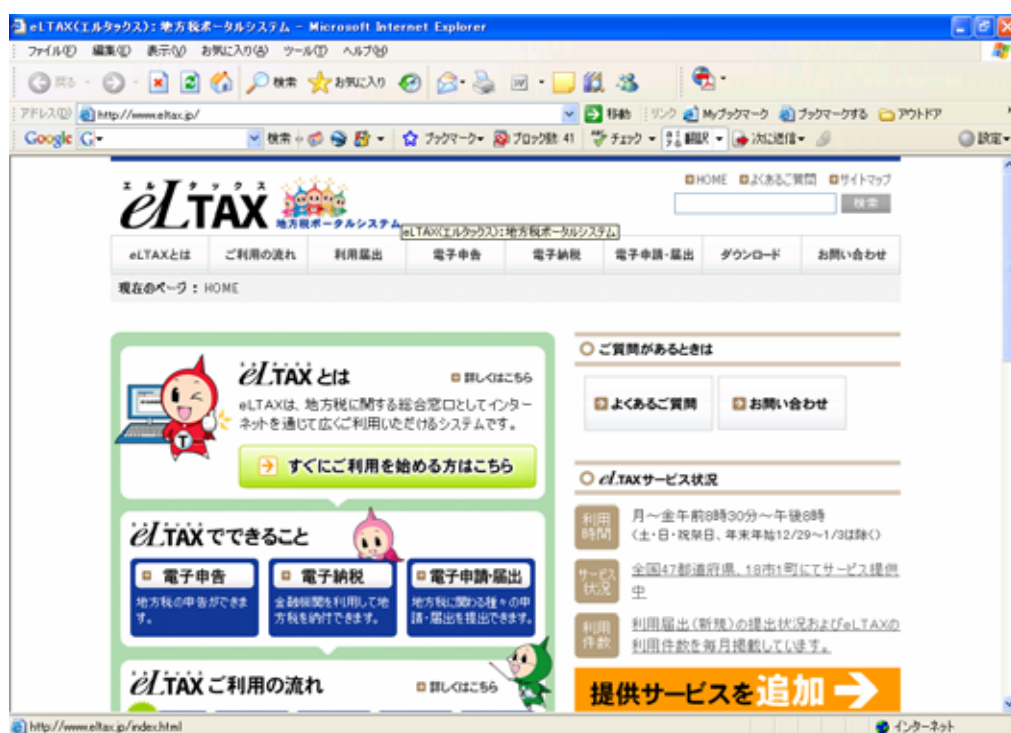 eLTAX(エルタックス):地方税ポータルシステム - Microsoft Internet Explorer
ファイル(F) 編集(E) 表示(V) お気に入り(A) ツール(T) ヘルプ(H)
戻る 検索 お気に入り
アドレス(D) http://www.eltax.jp/ 移動 リンク Myブックマーク ブックマークする アウトドア
Google G 検索 ブックマーク ブロック数 41 チェック 翻訳 次に送信 設定
エルタックス
eLTAX
地方税ポータルシステム
HOME よくあるご質問 サイトマップ
検索
eLTAX(エルタックス):地方税ポータルシステム
eLTAXとは ご利用の流れ 利用届出 電子申告 電子納税 電子申請・届出 ダウンロード お問い合わせ
現在のページ : HOME
eLTAXとは 詳しくはこちら
eLTAXは、地方税に関する総合窓口としてインター
ネットを通じて広くご利用いただけるシステムです。
T
すぐにご利用を始める方はこちら
eLTAXでできること
電子申告 電子納税 電子申請・届出
地方税の申告ができま
す。
金融機関を利用して地
方税を納付できます。
地方税に関わる種々の申
請・届出を提出できます。
eLTAXご利用の流れ 詳しくはこちら
ご質問があるときは
よくあるご質問 お問い合わせ
eLTAXサービス状況
利用時間
月～金午前8時30分～午後8時
(土・日・祝祭日、年末年始12/29～1/3は除く)
サービス状況
全国47都道府県、18市1町にてサービス提供
中
利用件数
利用届出(新規)の提出状況およびeLTAXの
利用件数を毎月掲載しています。
提供サービスを追加
http://www.eltax.jp/index.html インターネット